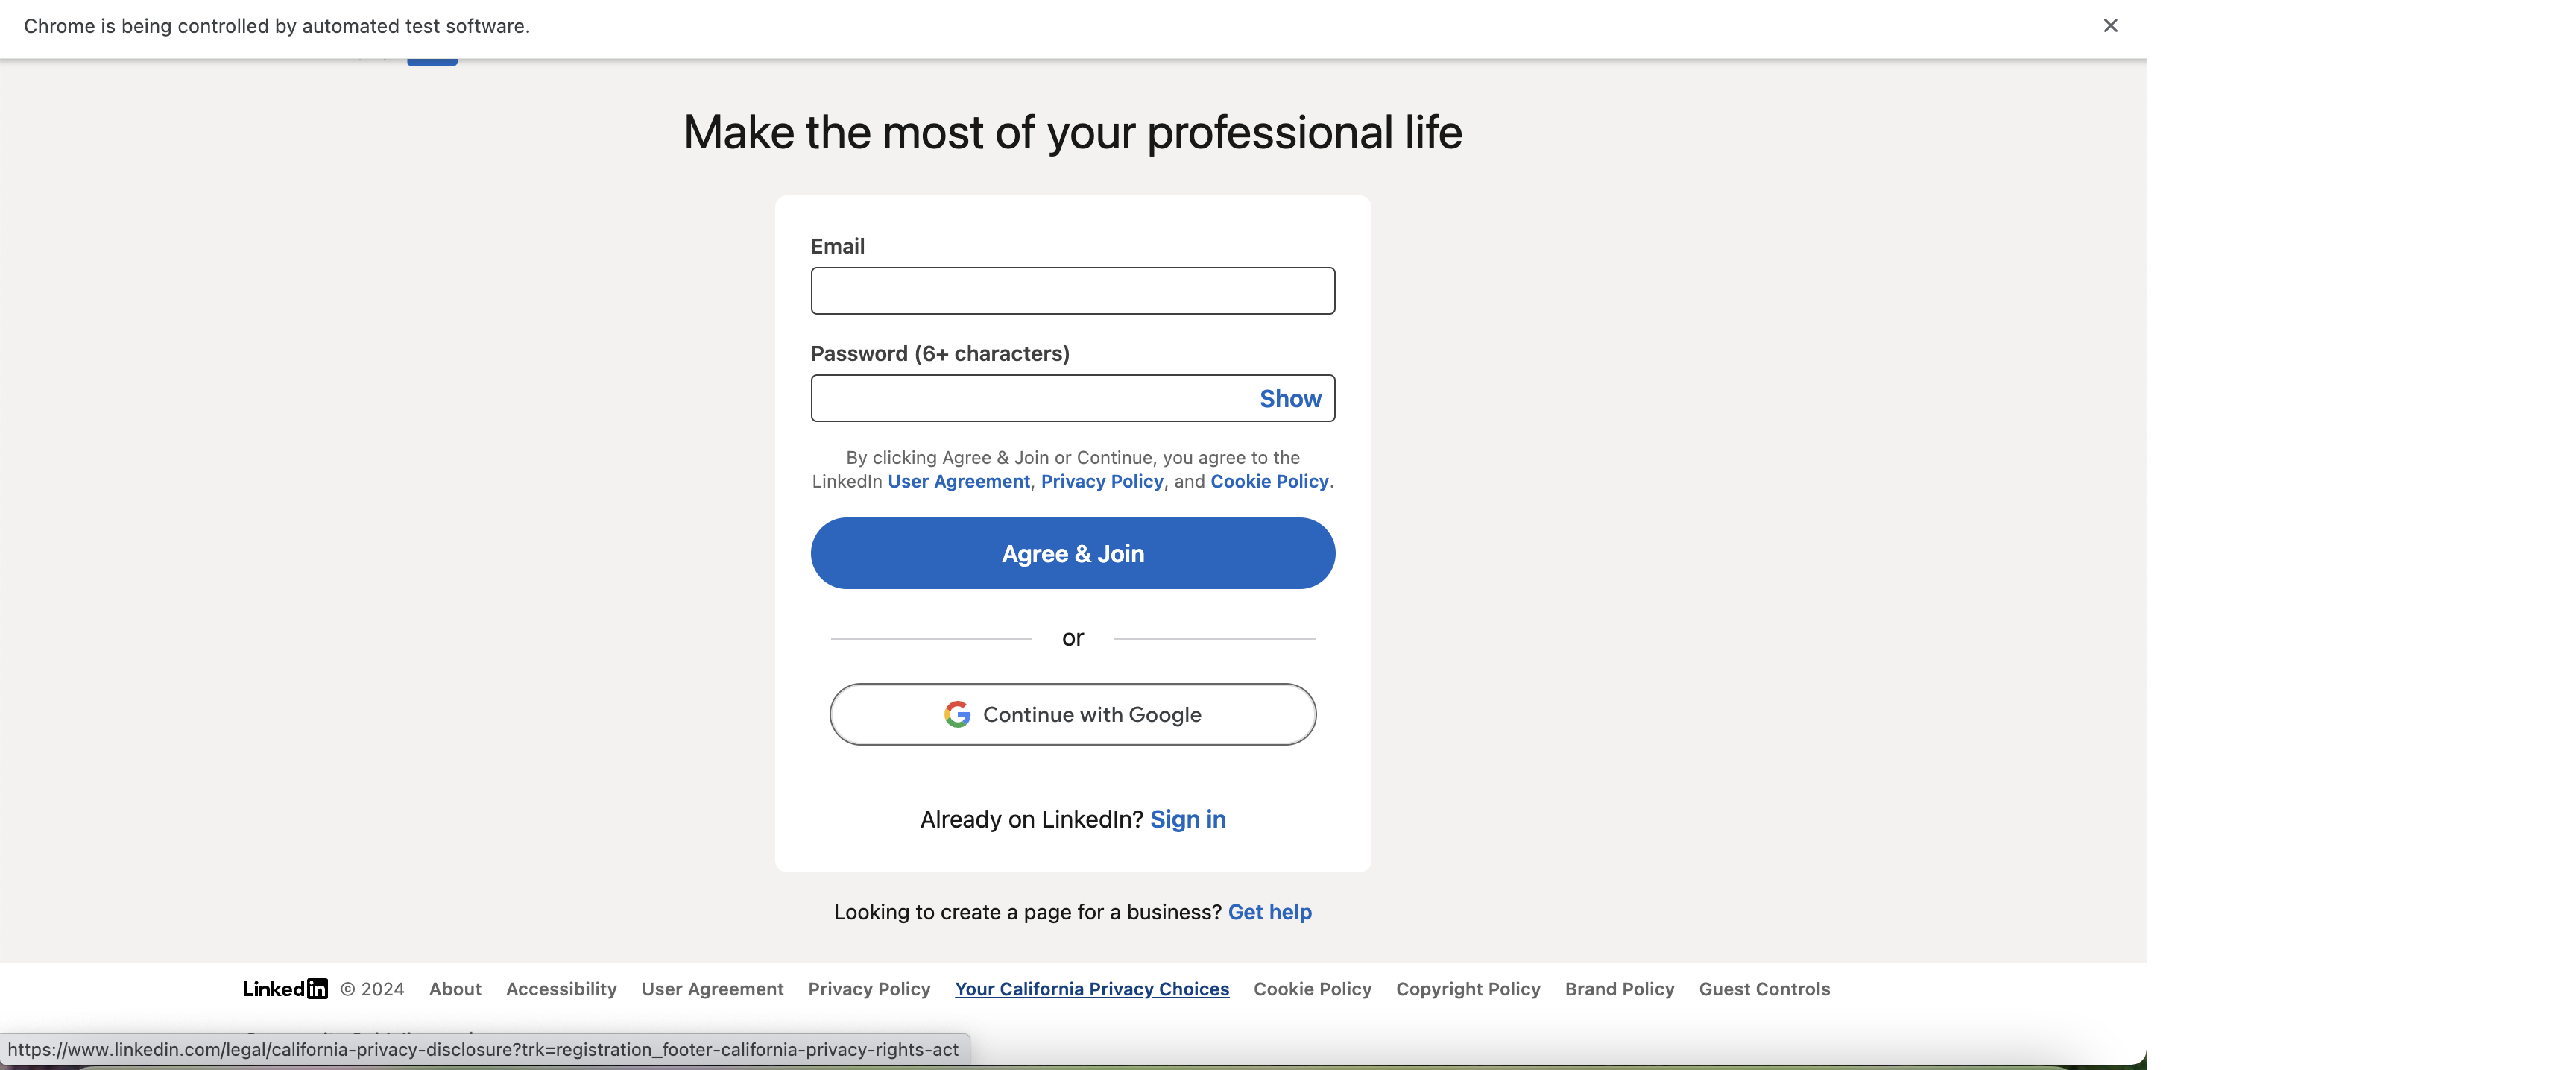 Chrome is being controlled by automated test software.
Make the most of your professional life
Email
Password (6+ characters)
Show
By clicking Agree & Join or Continue, you agree to the
LinkedIn User Agreement, Privacy Policy, and Cookie Policy.
Agree & Join
or
Continue with Google
Already on LinkedIn? Sign in
Looking to create a page for a business? Get help
LinkedIn © 2024 About Accessibility User Agreement Privacy Policy Your California Privacy Choices Cookie Policy Copyright Policy Brand Policy Guest Controls
https://www.linkedin.com/legal/california-privacy-disclosure?trk=registration_footer-california-privacy-rights-act